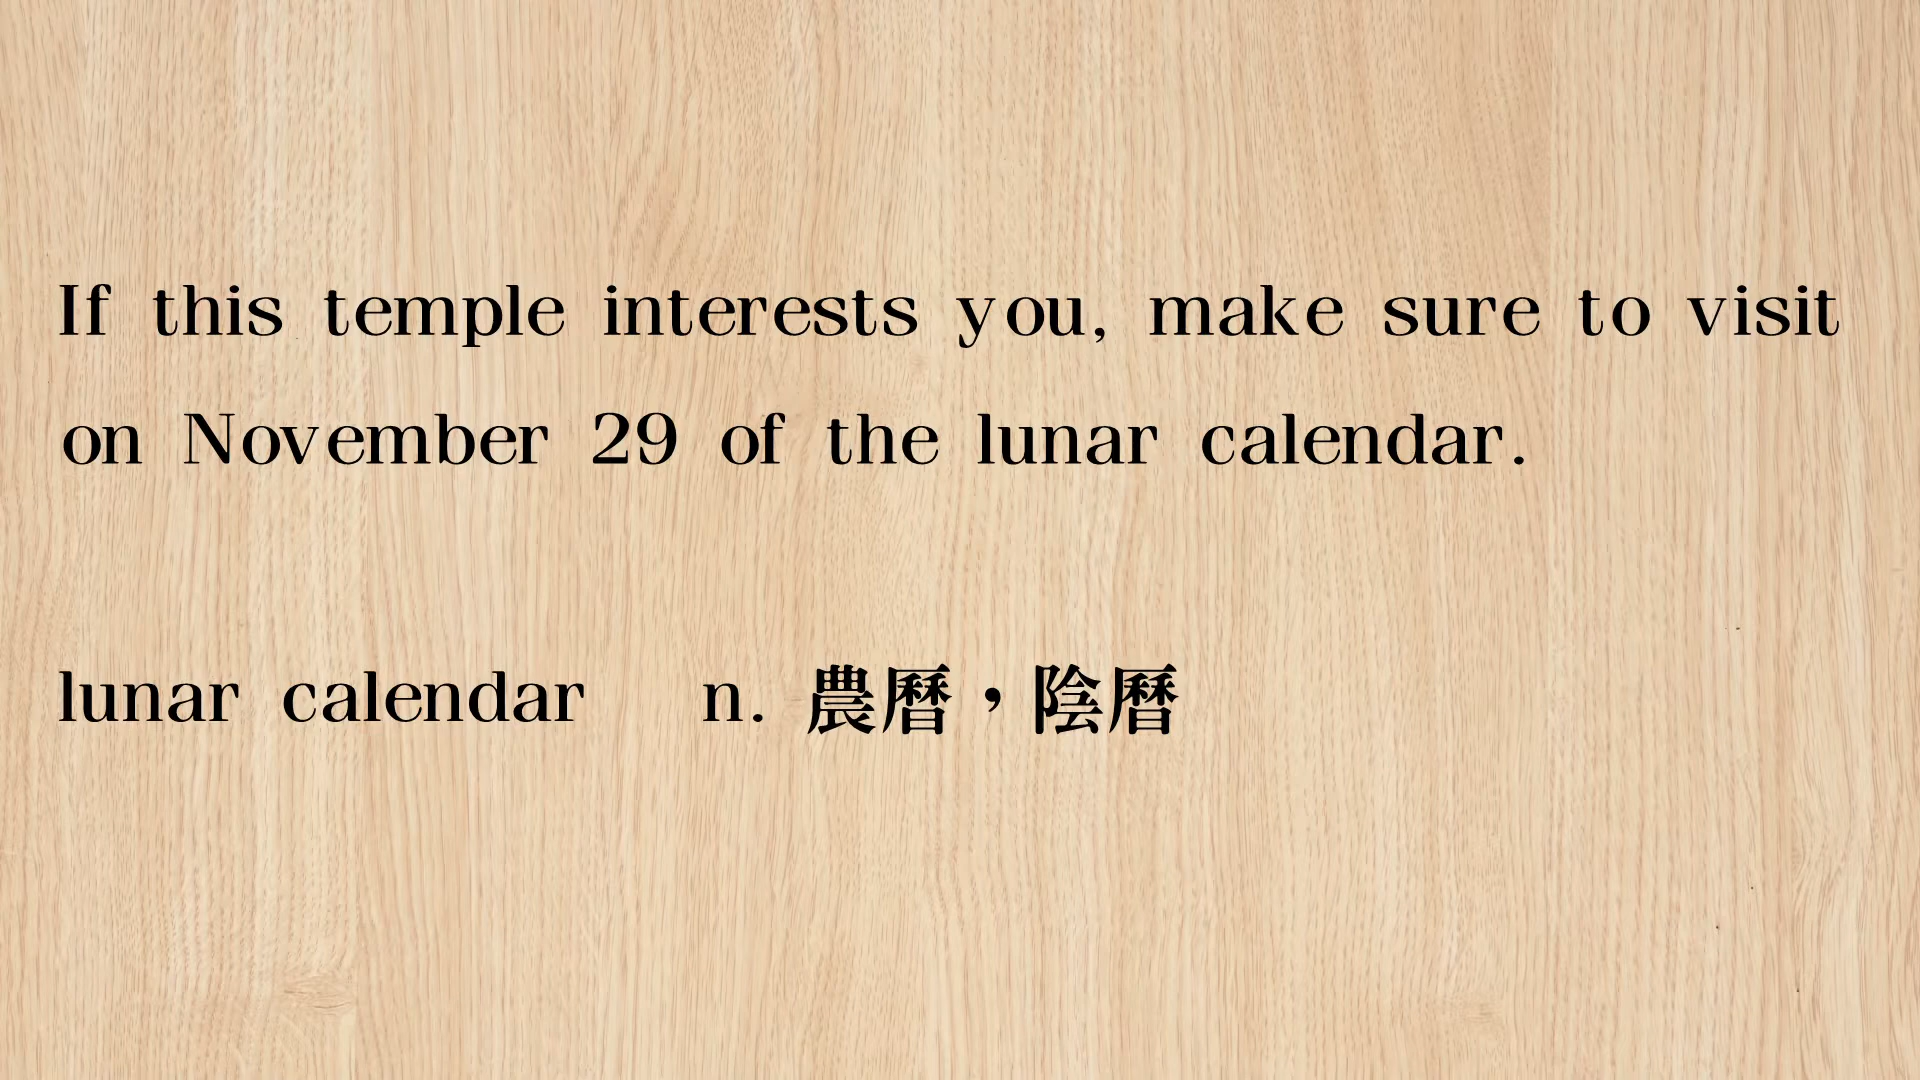 If this temple interests you, make sure to visit
on November 29 of the lunar calendar.
lunar calendar n. 農曆，陰曆